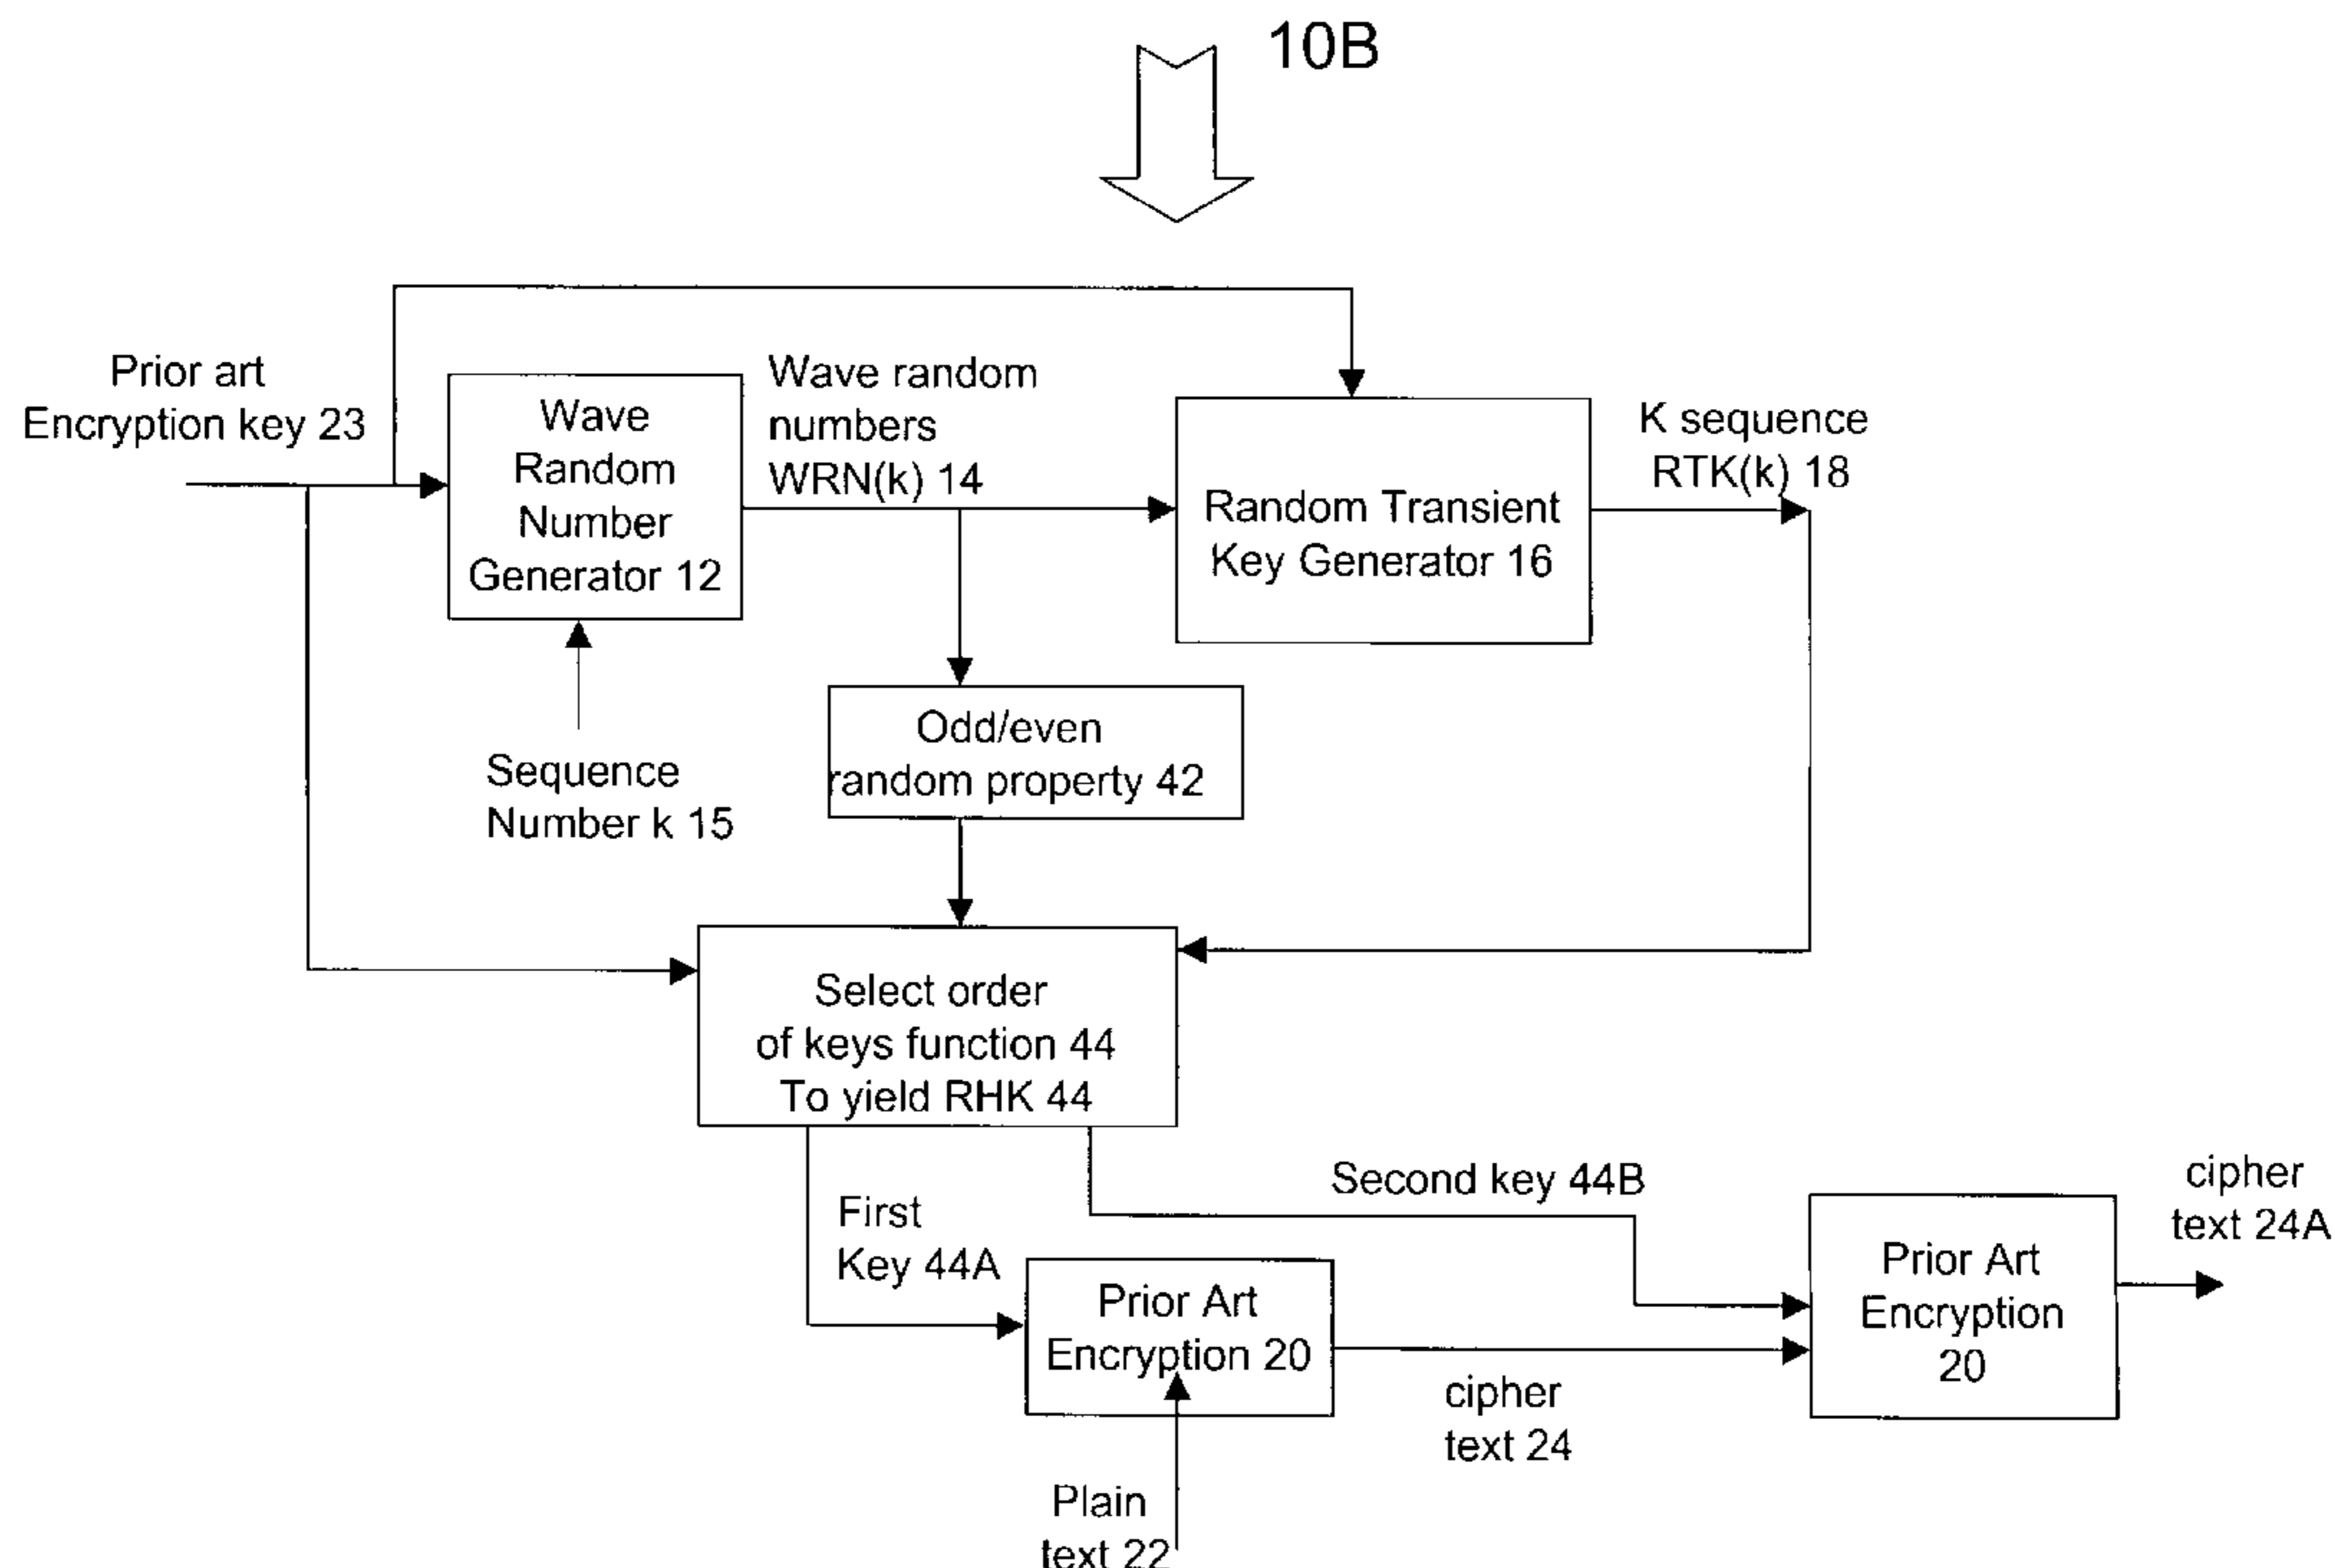 10B
Prior art
Encryption key 23
Wave
Random
Number
Generator 12
Wave random
numbers
WRN(k) 14
Random Transient
Key Generator 16
K sequence
RTK(k) 18
Sequence
Number k 15
Odd/even
random property 42
Select order
of keys function 44
To yield RHK 44
First
Key 44A
Second key 44B
Prior Art
Encryption 20
Plain
text 22
cipher
text 24
Prior Art
Encryption
20
cipher
text 24A